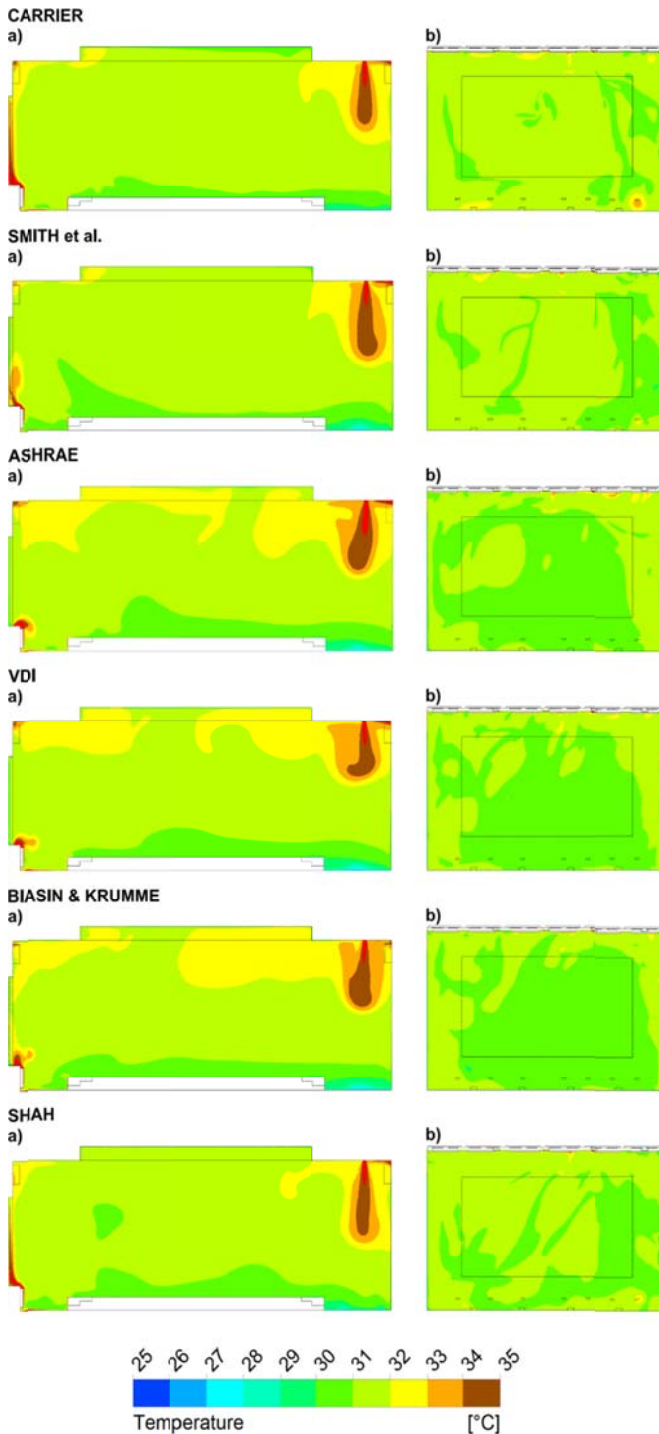 CARRIER
a) b)
SMITH et al.
a) b)
ASHRAE
a) b)
VDI
a) b)
BIASIN & KRUMME
a) b)
SHAH
a) b)
25 26 27 28 29 30 31 32 33 34 35
Temperature [°C]